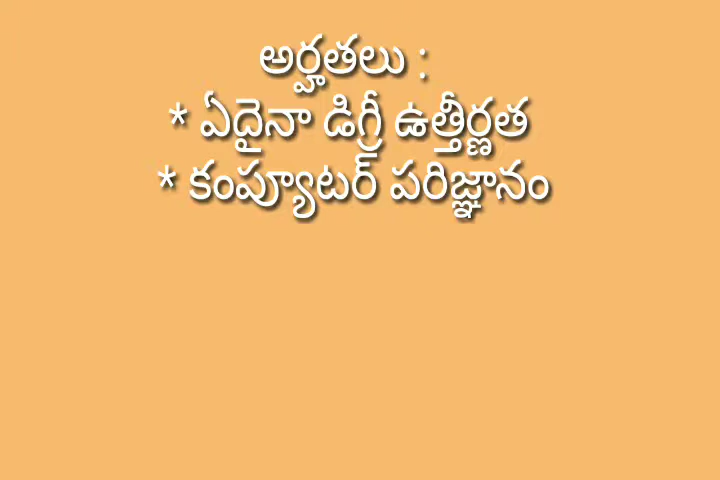 అర్హతలు :
* ఏదైనా డిగ్రీ ఉత్తీర్ణత
* కంప్యూటర్ పరిజ్ఞానం